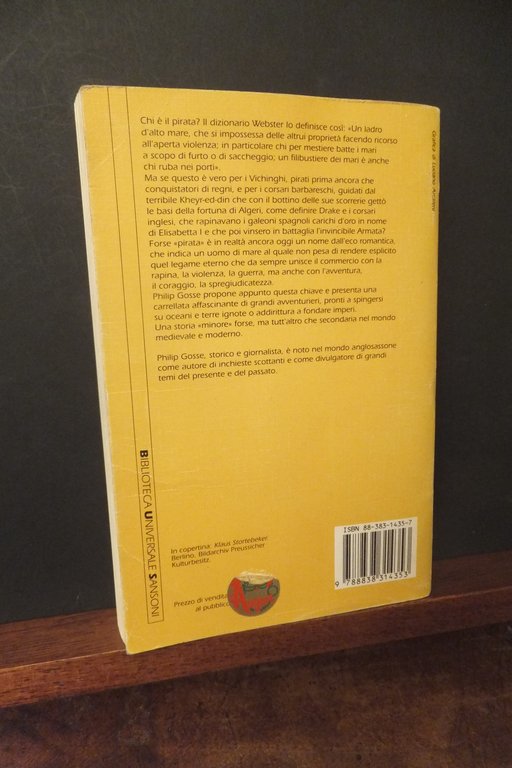 Chi è il pirata? Il dizionario Webster lo definisce così: «Un ladro
d'alto mare, che si impossessa delle altrui proprietà facendo ricorso
all'aperta violenza; in particolare chi per mestiere batte i mari
a scopo di furto o di saccheggio; un filibustiere dei mari è anche
chi ruba nei porti».
Ma se questo è vero per i Vichinghi, pirati prima ancora che
conquistatori di regni, e per i corsari barbareschi, guidati dal
terribile Kheyr-ed-din che con il bottino delle sue scorrerie gettò
le basi della fortuna di Algeri, come definire Drake e i corsari
inglesi, che rapinavano i galeoni spagnoli carichi d'oro in nome
di Elisabetta I e che poi vinsero in battaglia l'invincibile Armata?
Forse «pirata» è in realtà ancora oggi un nome dall'eco romantica,
che indica un uomo di mare al quale non pesa di rendere esplicito
quel legame eterno che da sempre unisce il commercio con la
rapina, la violenza, la guerra, ma anche con l'avventura,
il coraggio, la spregiudicatezza.
Philip Gosse propone appunto questa chiave e presenta una
carrellata affascinante di grandi avventurieri, pronti a spingersi
su oceani e terre ignote o addirittura a fondare imperi.
Una storia «minore» forse, ma tutt'altro che secondaria nel mondo
medievale e moderno.
Philip Gosse, storico e giornalista, è noto nel mondo anglosassone
come autore di inchieste scottanti e come divulgatore di grandi
temi del presente e del passato.
BIBLIOTECA UNIVERSALE SANSONI
In copertina: Klaus Stortebeker.
Berlino, Bildarchiv Preussicher
Kulturbesitz.
Prezzo di vendita
al pubblico
ISBN 88-383-1435-7
9 788838 314353